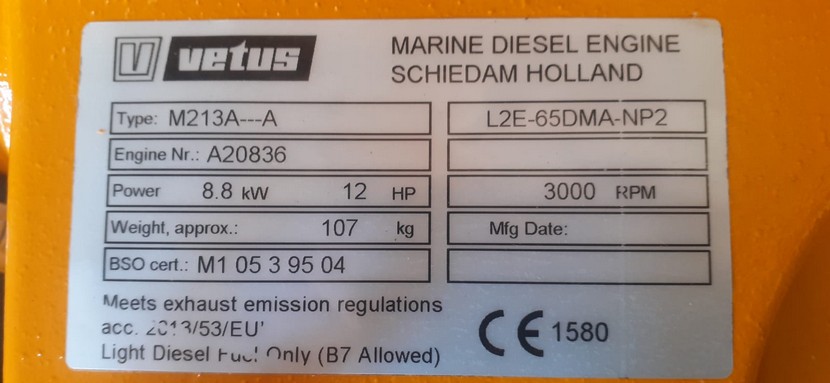 V vetus
MARINE DIESEL ENGINE
SCHIEDAM HOLLAND
Type: M213A---A
L2E-65DMA-NP2
Engine Nr.: A20836
Power 8.8 kW 12 HP
3000 RPM
Weight, approx.: 107 kg
Mfg Date:
BSO cert.: M1 05 3 95 04
Meets exhaust emission regulations
acc. 2013/53/EU'
Light Diesel Fuel Only (B7 Allowed)
CE 1580